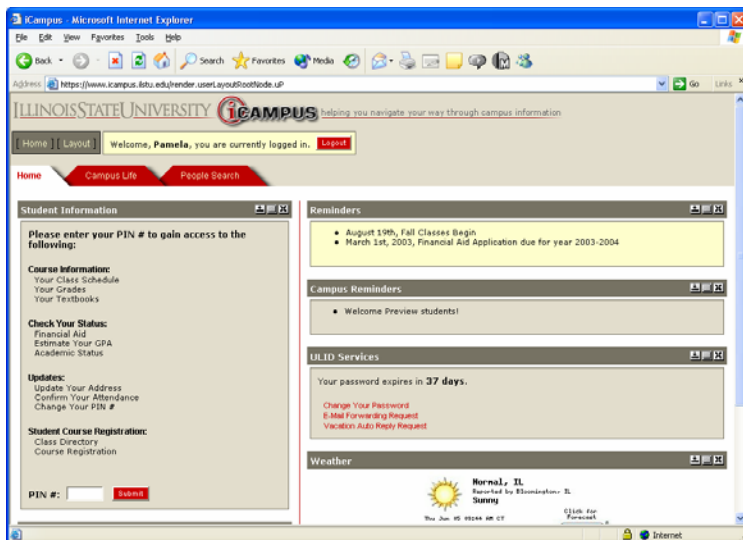 iCampus - Microsoft Internet Explorer
File Edit View Favorites Tools Help
Back Search Favorites Media
Address https://www.icampus.ilstu.edu/render.userLayoutRootNode.uP Go Links
ILLINOIS STATE UNIVERSITY iCAMPUS helping you navigate your way through campus information
[ Home ] [ Layout ] Welcome, Pamela, you are currently logged in. Logout
Home Campus Life People Search
Student Information
Please enter your PIN # to gain access to the
following:
Course Information:
Your Class Schedule
Your Grades
Your Textbooks
Check Your Status:
Financial Aid
Estimate Your GPA
Academic Status
Updates:
Update Your Address
Confirm Your Attendance
Change Your PIN #
Student Course Registration:
Class Directory
Course Registration
PIN #: Submit
Reminders
August 19th, Fall Classes Begin
March 1st, 2003, Financial Aid Application due for year 2003-2004
Campus Reminders
Welcome Preview students!
ULID Services
Your password expires in 37 days.
Change Your Password
E-Mail Forwarding Request
Vacation Auto Reply Request
Weather
Normal, IL
Reported by Bloomington, IL
Sunny
Click for
Forecast
Thu Jun 05 AM CT
Internet